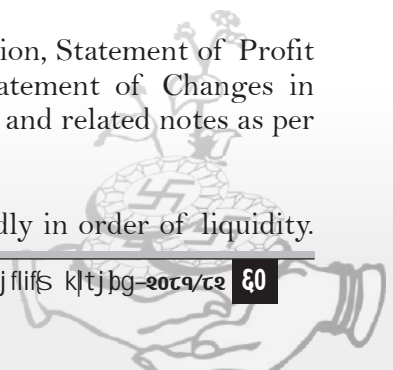 ion, Statement of Profit
atement of Changes in
and related notes as per
dly in order of liquidity.
jflif{s k|ltj]bg–२०८१/८२ ६०